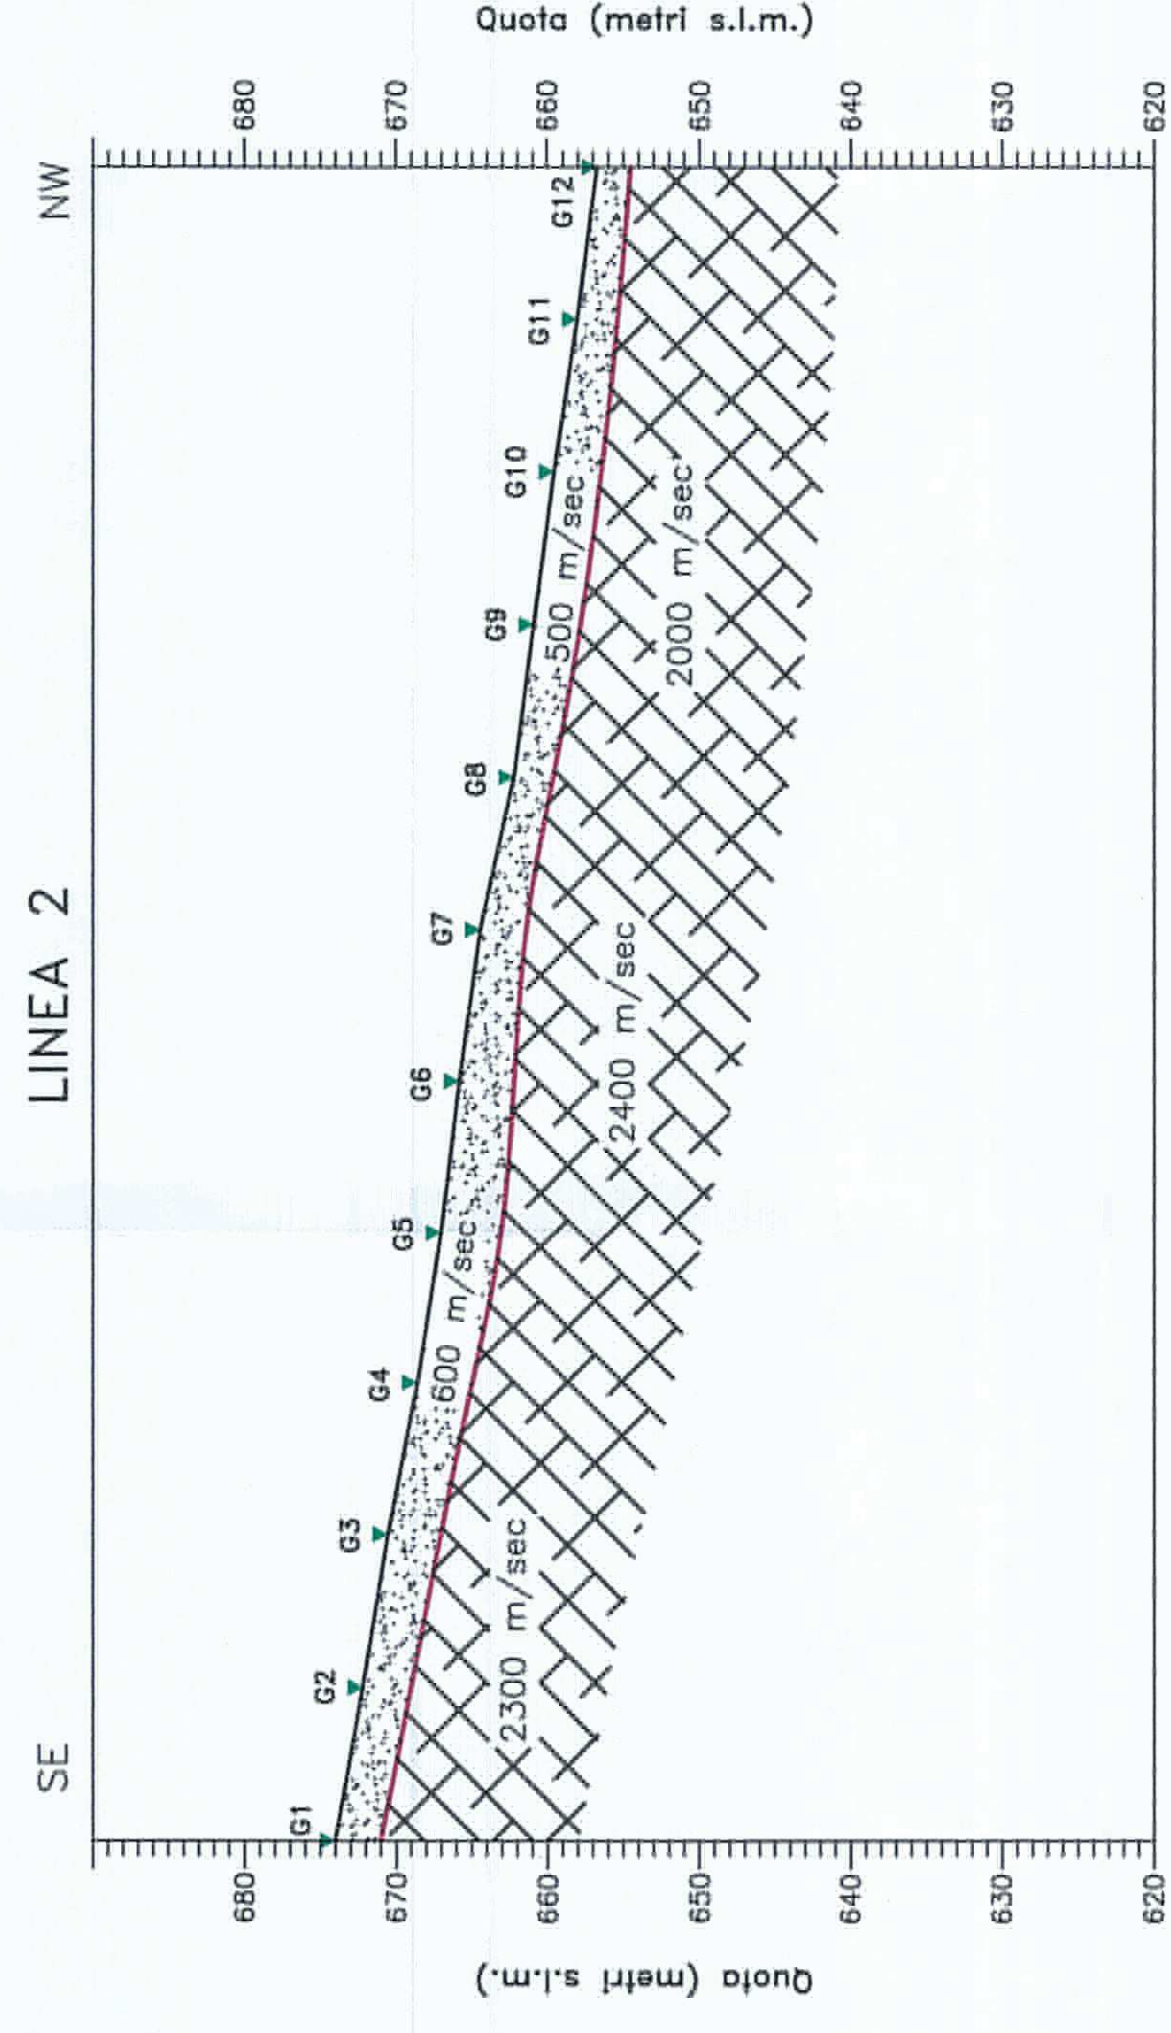 LINEA 2
SE
NW
G1
G2
G3
G4
G5
G6
G7
G8
G9
G10
G11
G12
600 m/sec
500 m/sec
2300 m/sec
2400 m/sec
2000 m/sec
Quota (metri s.l.m.)
680
670
660
650
640
630
620
Quota (metri s.l.m.)
680
670
660
650
640
630
620